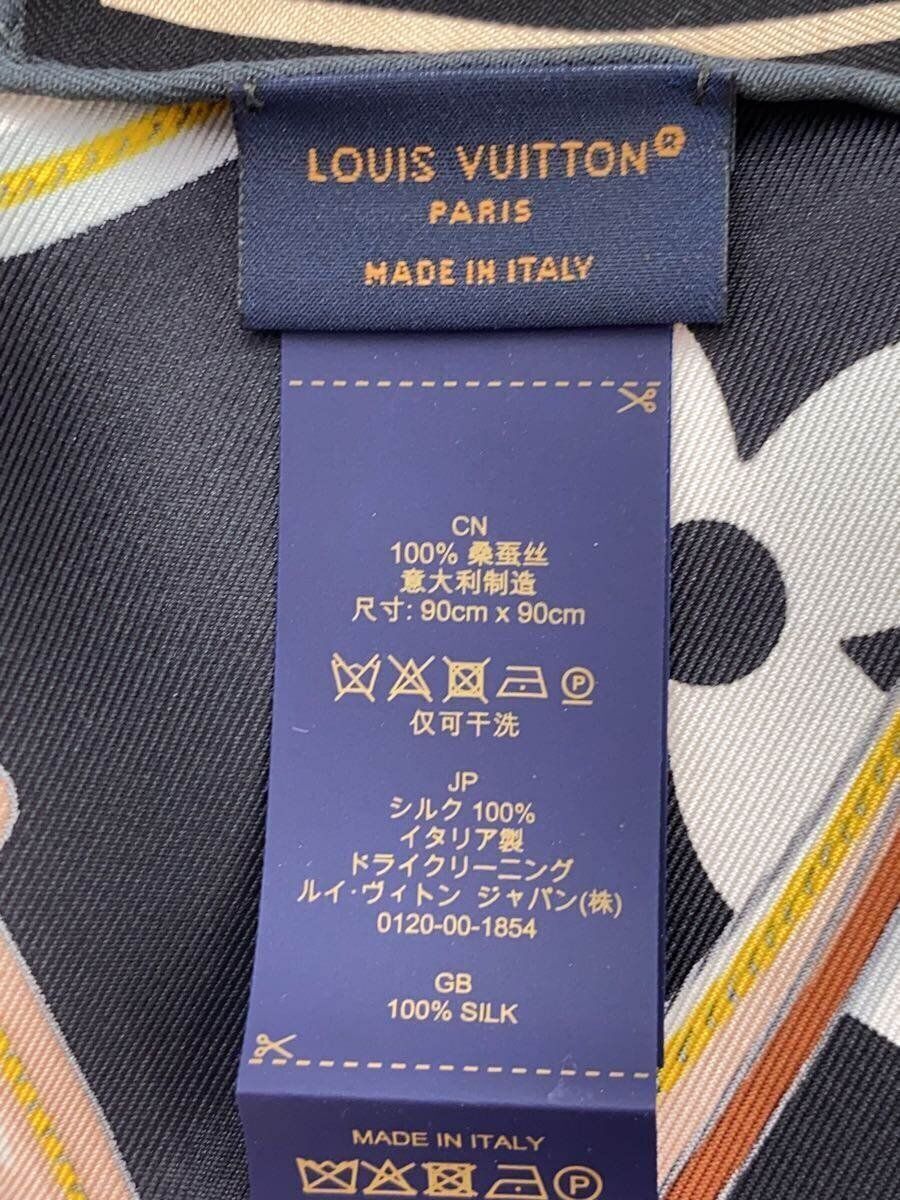 LOUIS VUITTON®
PARIS
MADE IN ITALY
CN
100% 桑蚕丝
意大利制造
尺寸: 90cm x 90cm
P
仅可干洗
JP
シルク 100%
イタリア製
ドライクリーニング
ルイ・ヴィトン ジャパン(株)
0120-00-1854
GB
100% SILK
MADE IN ITALY
P